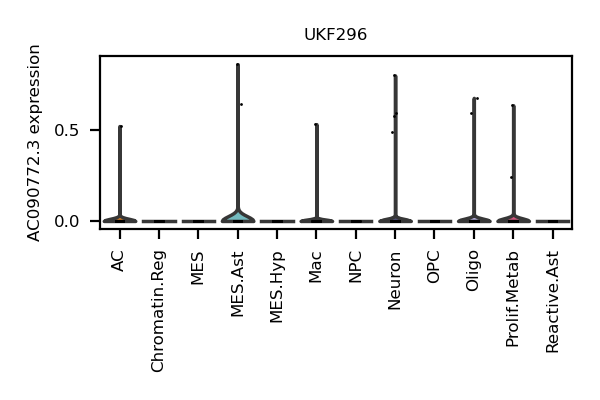 UKF296
AC090772.3 expression
0.5
0.0
AC
Chromatin.Reg
MES
MES.Ast
MES.Hyp
Mac
NPC
Neuron
OPC
Oligo
Prolif.Metab
Reactive.Ast